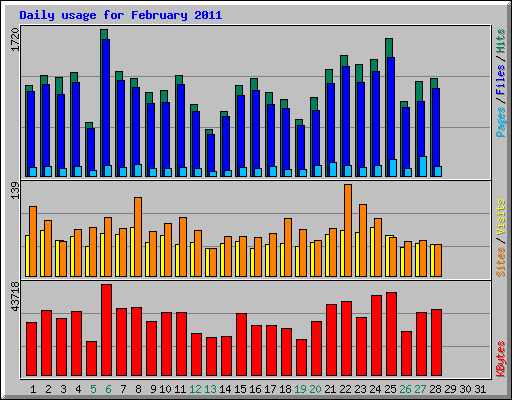 Daily usage for February 2011
1720
Pages / Files / Hits
139
Sites / Visits
43718
KBytes
1 2 3 4 5 6 7 8 9 10 11 12 13 14 15 16 17 18 19 20 21 22 23 24 25 26 27 28 29 30 31